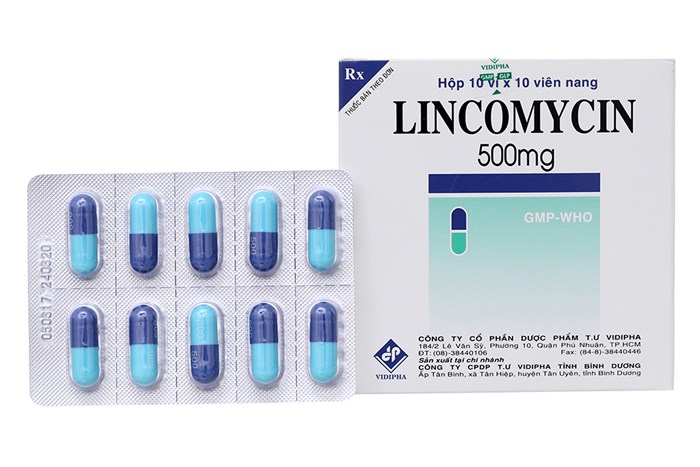 VIDIPHA
GMP GLP
Rx
THUỐC BÁN THEO ĐƠN
Hộp 10 vỉ x 10 viên nang
LINCOMYCIN
500mg
GMP-WHO
CÔNG TY CỔ PHẦN DƯỢC PHẨM T.Ư VIDIPHA
184/2 Lê Văn Sỹ, Phường 10, Quận Phú Nhuận, TP.HCM
ĐT: (08)-38440106 Fax: (84-8)-38440446
Sản xuất tại chi nhánh
CÔNG TY CPDP T.Ư VIDIPHA TỈNH BÌNH DƯƠNG
Ấp Tân Bình, xã Tân Hiệp, huyện Tân Uyên, tỉnh Bình Dương
VIDIPHA
050317 240320
500